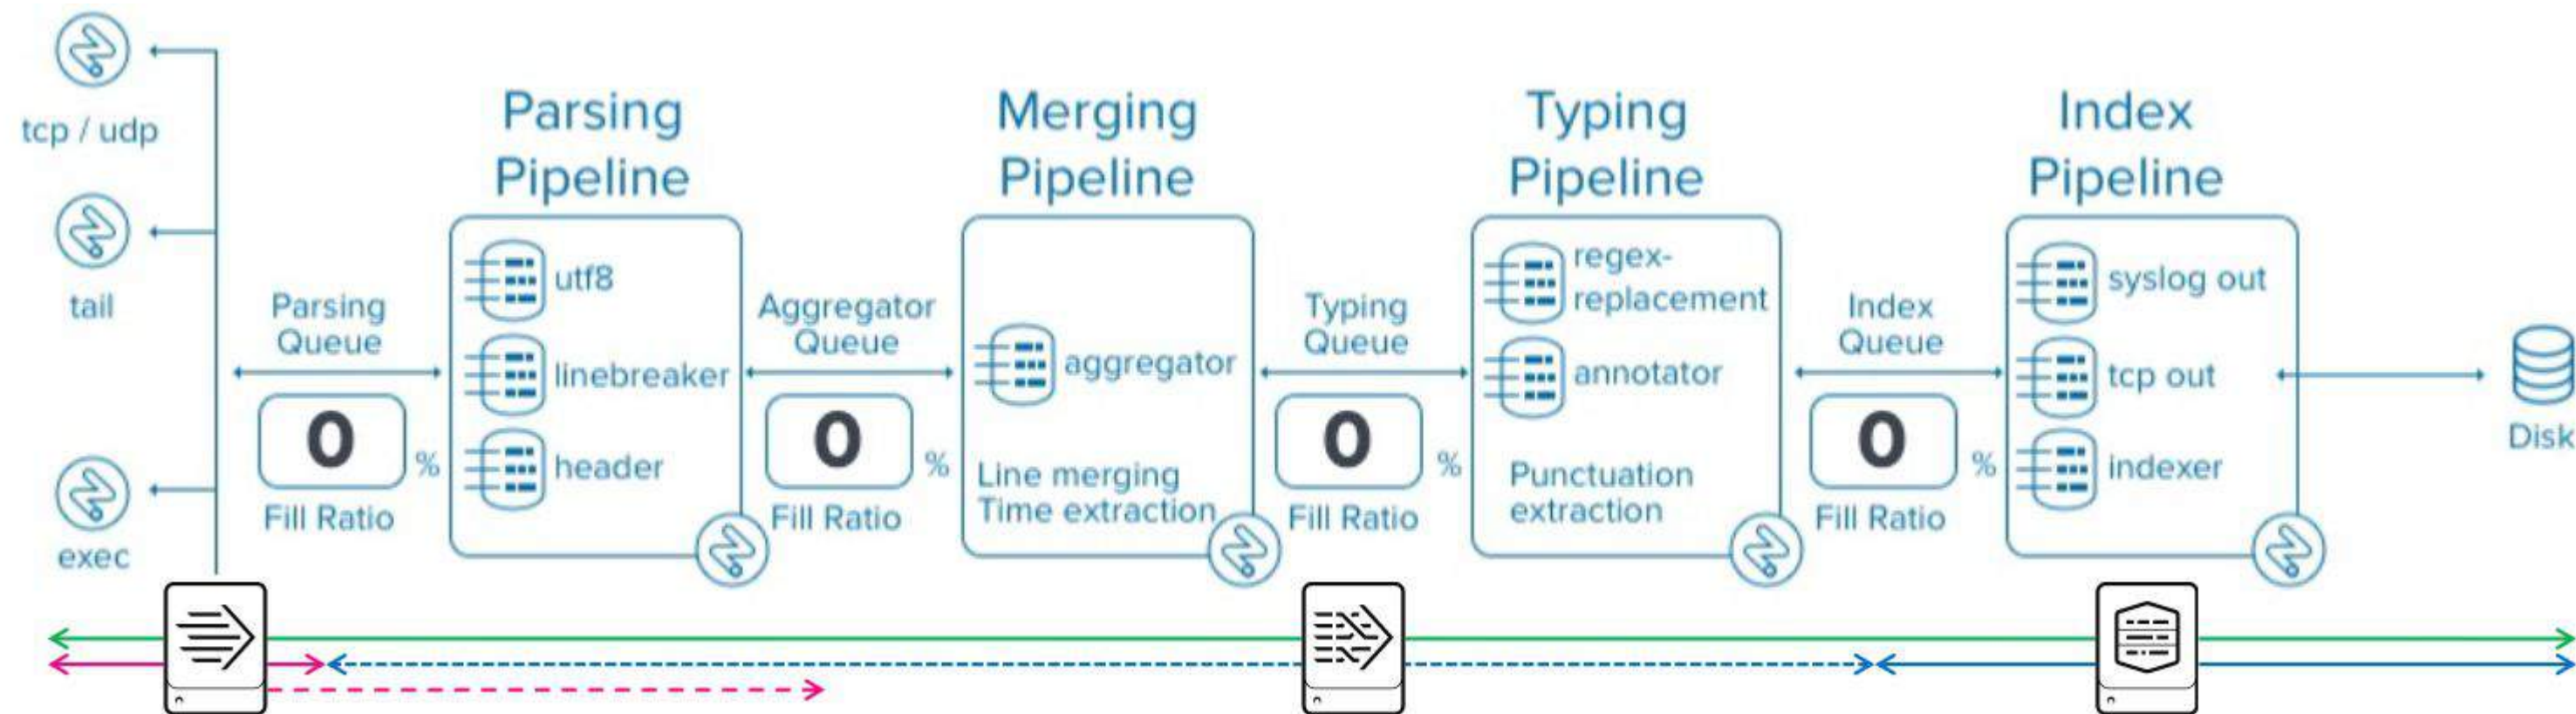 tcp / udp
tail
exec
Parsing
Queue
0
%
Fill Ratio
Parsing
Pipeline
utf8
linebreaker
header
Aggregator
Queue
0
%
Fill Ratio
Merging
Pipeline
aggregator
Line merging
Time extraction
Typing
Queue
0
%
Fill Ratio
Typing
Pipeline
regex-
replacement
annotator
Punctuation
extraction
Index
Queue
0
%
Fill Ratio
Index
Pipeline
syslog out
tcp out
indexer
Disk